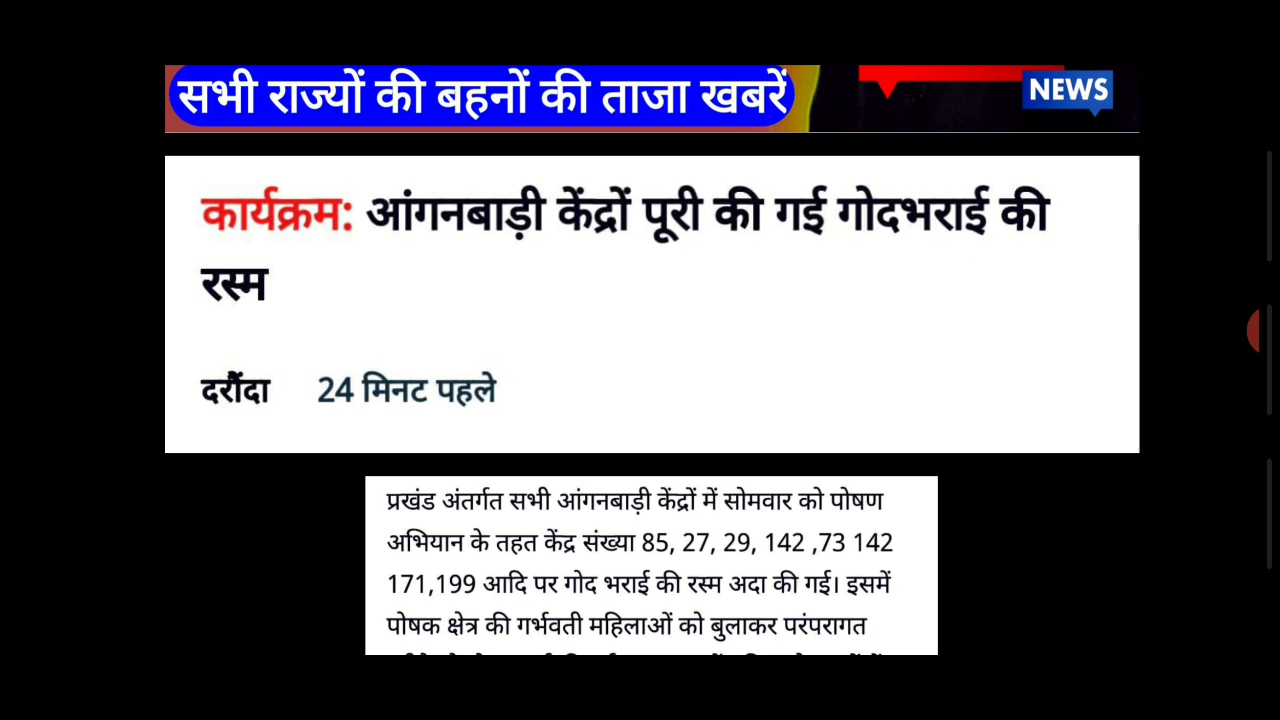 सभी राज्यों की बहनों की ताजा खबरें
NEWS
कार्यक्रम: आंगनबाड़ी केंद्रों पूरी की गई गोदभराई की
रस्म
दरौंदा 24 मिनट पहले
प्रखंड अंतर्गत सभी आंगनबाड़ी केंद्रों में सोमवार को पोषण
अभियान के तहत केंद्र संख्या 85, 27, 29, 142 ,73 142
171,199 आदि पर गोद भराई की रस्म अदा की गई। इसमें
पोषक क्षेत्र की गर्भवती महिलाओं को बुलाकर परंपरागत